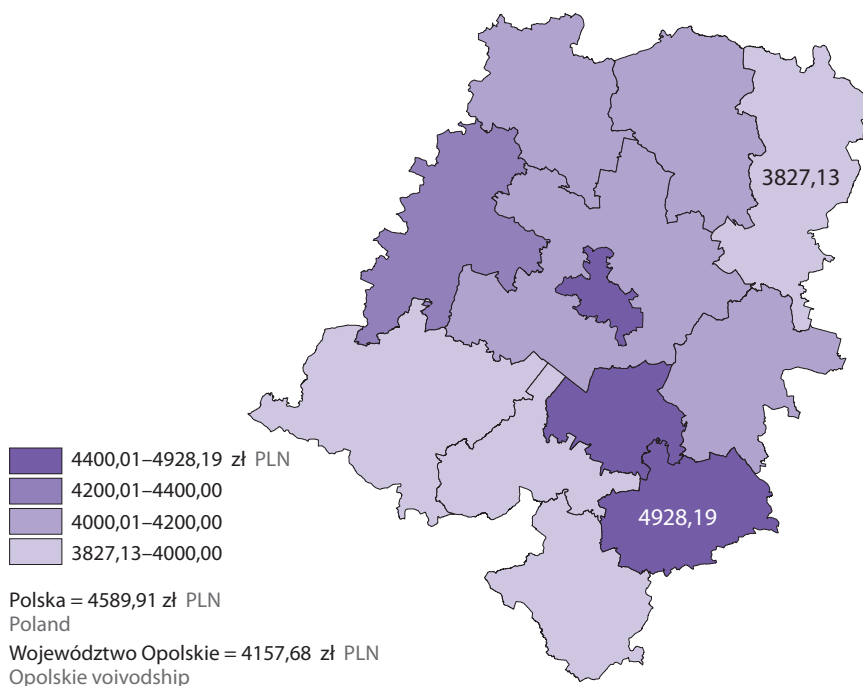 3827,13
4928,19
4400,01–4928,19 zł PLN
4200,01–4400,00
4000,01–4200,00
3827,13–4000,00
Polska = 4589,91 zł PLN
Poland
Województwo Opolskie = 4157,68 zł PLN
Opolskie voivodship